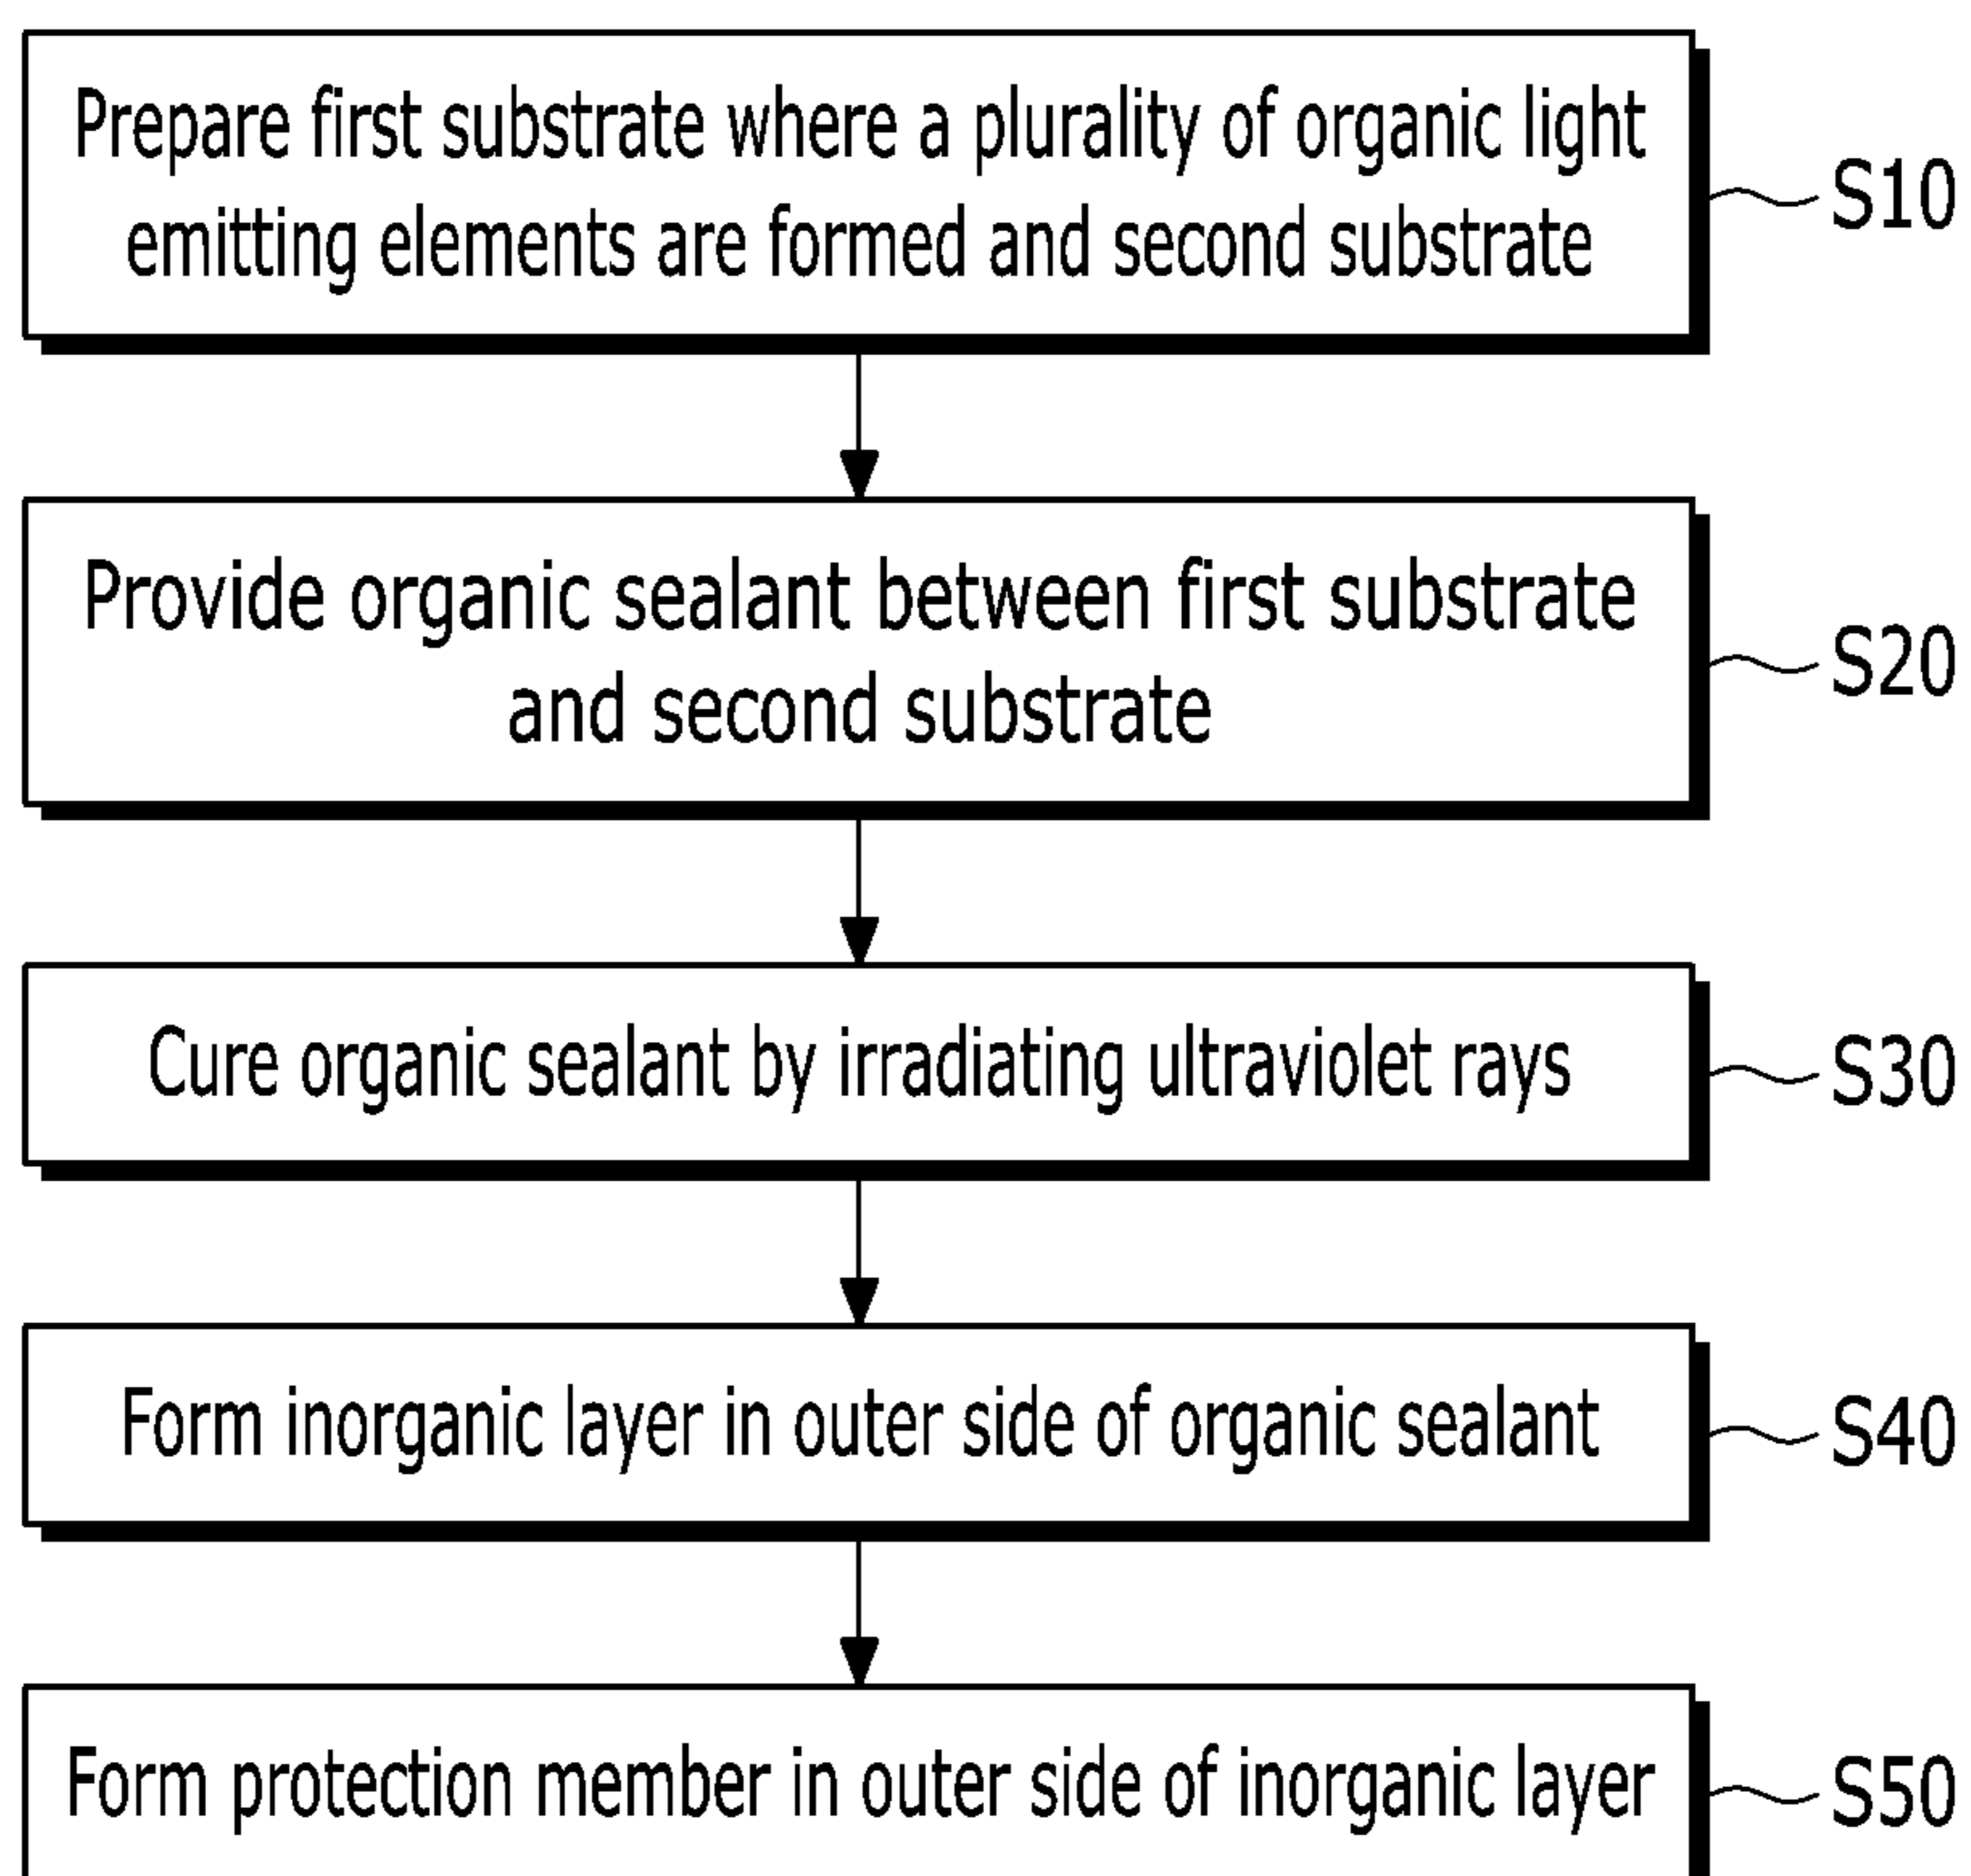 Prepare first substrate where a plurality of organic light
emitting elements are formed and second substrate
S10
Provide organic sealant between first substrate
and second substrate
S20
Cure organic sealant by irradiating ultraviolet rays
S30
Form inorganic layer in outer side of organic sealant
S40
Form protection member in outer side of inorganic layer
S50